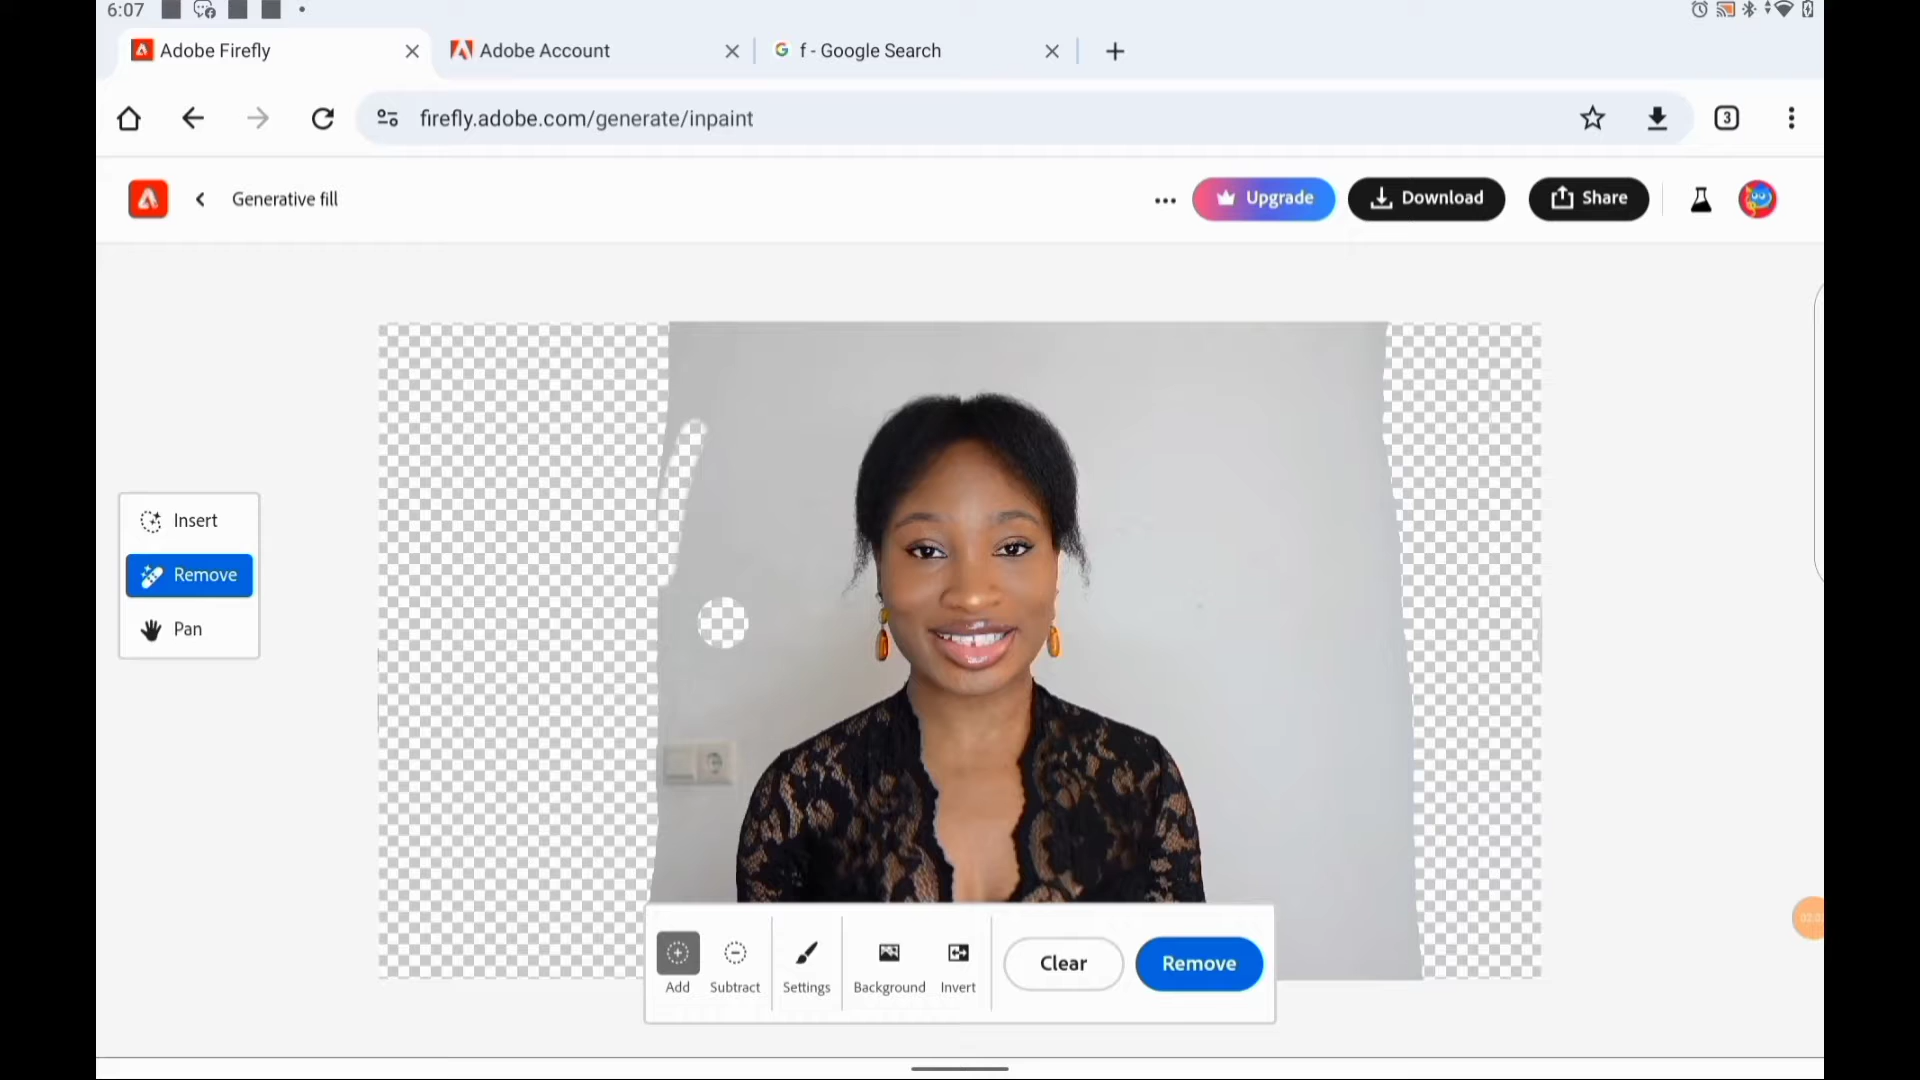 6:07
Adobe Firefly
Adobe Account
f - Google Search
firefly.adobe.com/generate/inpaint
3
Generative fill
Upgrade
Download
Share
Insert
Remove
Pan
Add
Subtract
Settings
Background
Invert
Clear
Remove